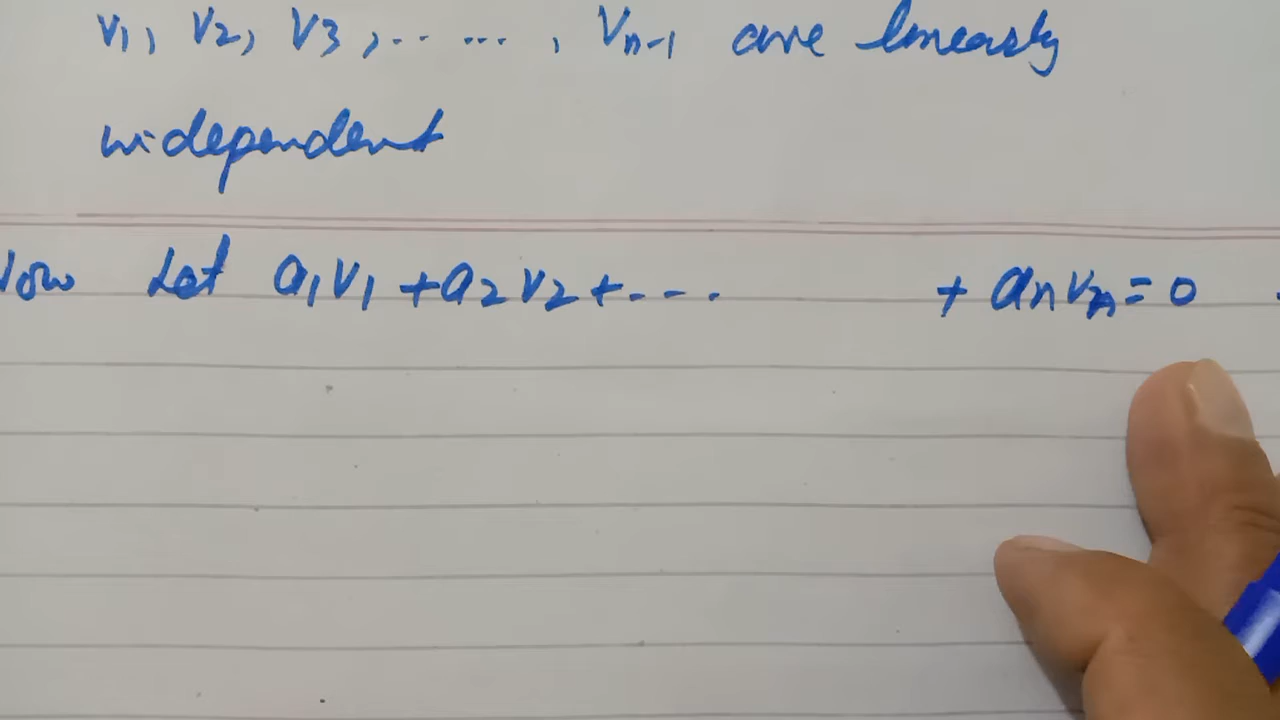 v1, v2, v3, .. ... , vn-1 are linearly
independent
Now Let a1v1 + a2v2 + ... + anvn = 0